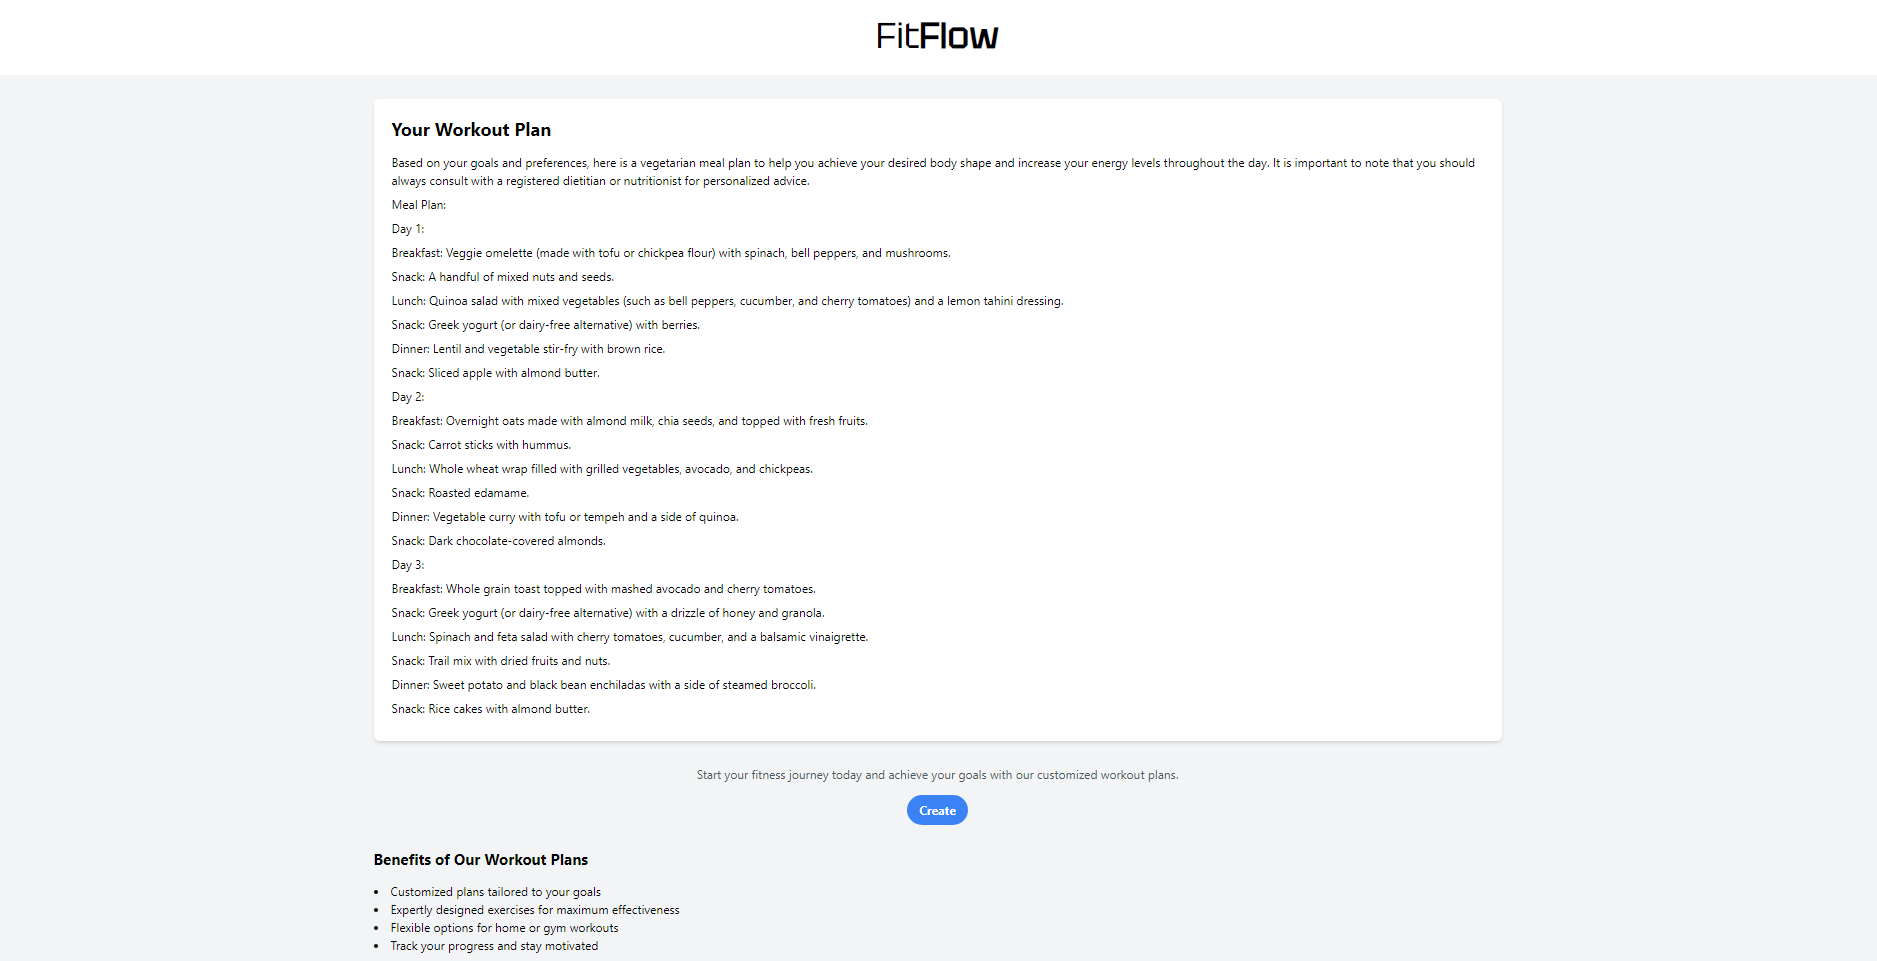 FitFlow
Your Workout Plan
Based on your goals and preferences, here is a vegetarian meal plan to help you achieve your desired body shape and increase your energy levels throughout the day. It is important to note that you should
always consult with a registered dietitian or nutritionist for personalized advice.
Meal Plan:
Day 1:
Breakfast: Veggie omelette (made with tofu or chickpea flour) with spinach, bell peppers, and mushrooms.
Snack: A handful of mixed nuts and seeds.
Lunch: Quinoa salad with mixed vegetables (such as bell peppers, cucumber, and cherry tomatoes) and a lemon tahini dressing.
Snack: Greek yogurt (or dairy-free alternative) with berries.
Dinner: Lentil and vegetable stir-fry with brown rice.
Snack: Sliced apple with almond butter.
Day 2:
Breakfast: Overnight oats made with almond milk, chia seeds, and topped with fresh fruits.
Snack: Carrot sticks with hummus.
Lunch: Whole wheat wrap filled with grilled vegetables, avocado, and chickpeas.
Snack: Roasted edamame.
Dinner: Vegetable curry with tofu or tempeh and a side of quinoa.
Snack: Dark chocolate-covered almonds.
Day 3:
Breakfast: Whole grain toast topped with mashed avocado and cherry tomatoes.
Snack: Greek yogurt (or dairy-free alternative) with a drizzle of honey and granola.
Lunch: Spinach and feta salad with cherry tomatoes, cucumber, and a balsamic vinaigrette.
Snack: Trail mix with dried fruits and nuts.
Dinner: Sweet potato and black bean enchiladas with a side of steamed broccoli.
Snack: Rice cakes with almond butter.
Start your fitness journey today and achieve your goals with our customized workout plans.
Create
Benefits of Our Workout Plans
• Customized plans tailored to your goals
• Expertly designed exercises for maximum effectiveness
• Flexible options for home or gym workouts
• Track your progress and stay motivated